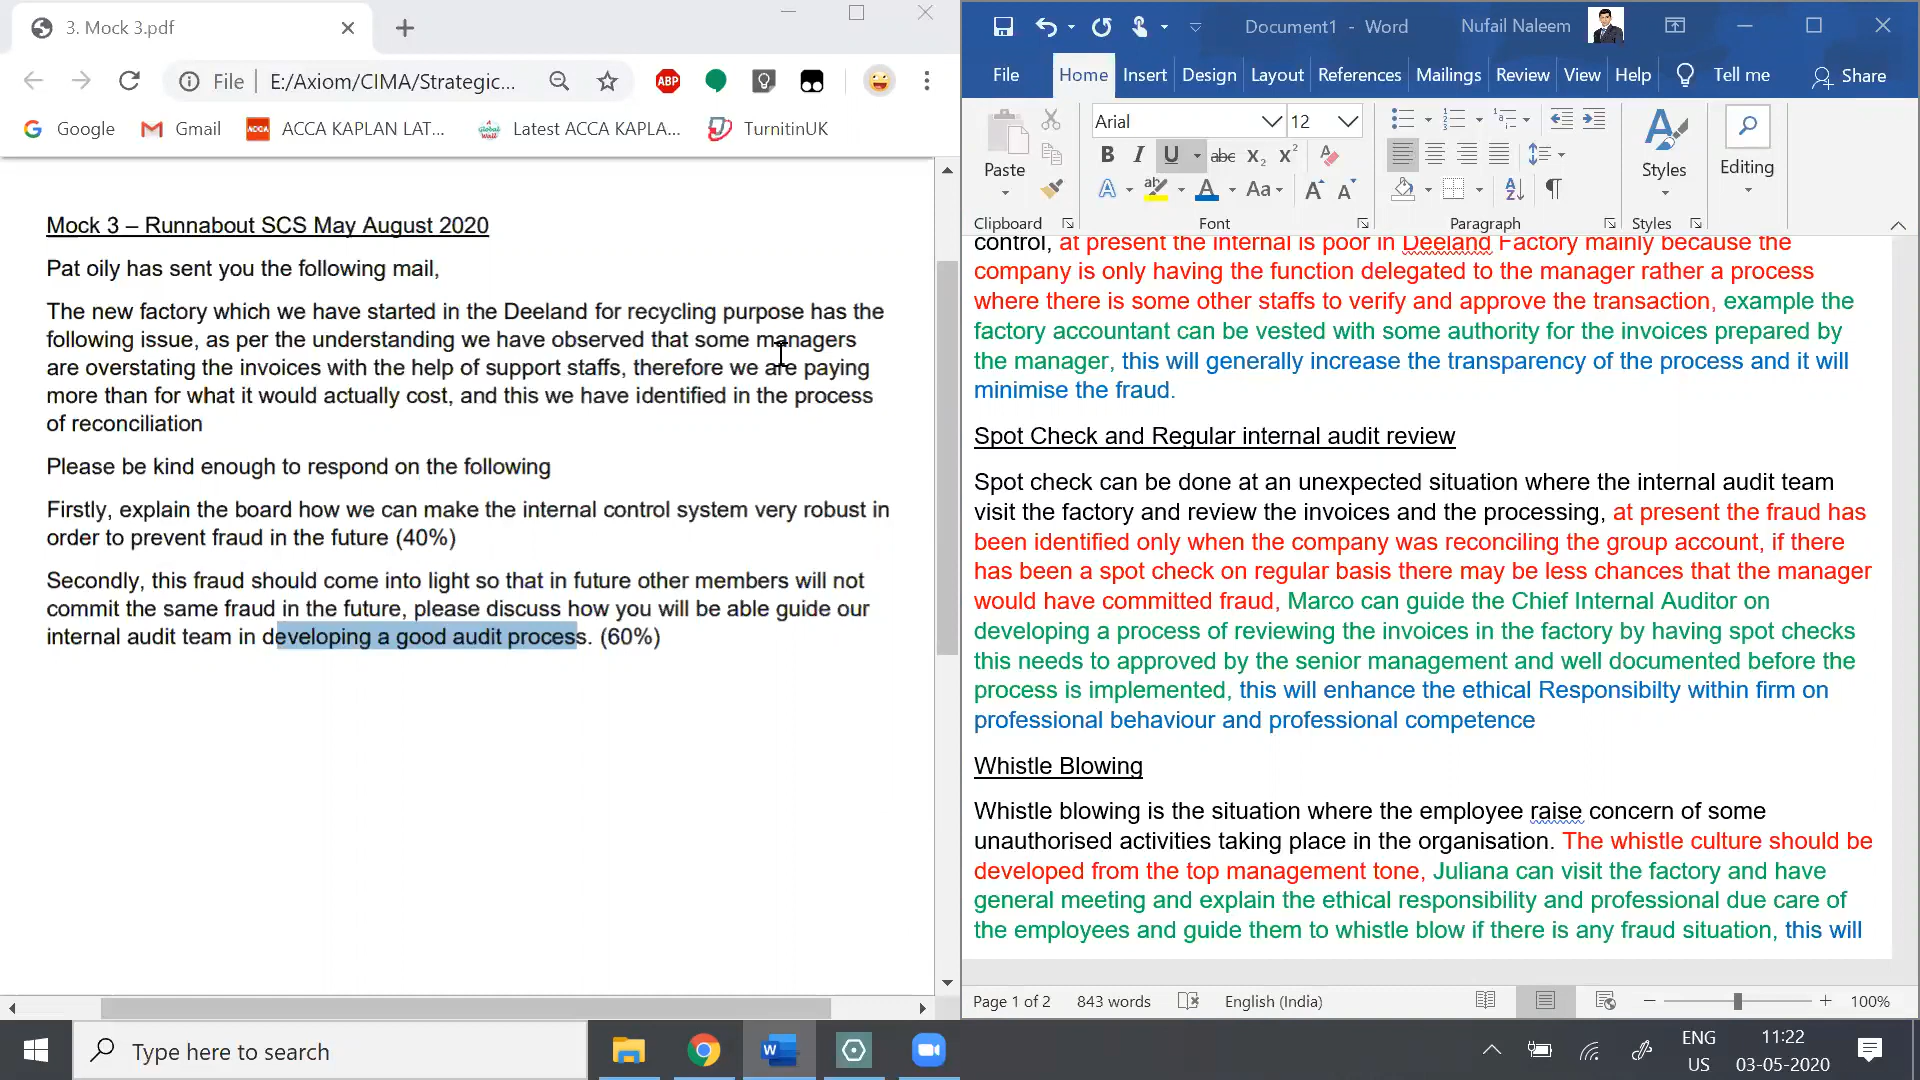 3. Mock 3.pdf
File
E:/Axiom/CIMA/Strategic...
ABP
Google
Gmail
ACCA
ACCA KAPLAN LAT...
Latest ACCA KAPLA...
TurnitinUK
Mock 3 – Runnabout SCS May August 2020
Pat oily has sent you the following mail,
The new factory which we have started in the Deeland for recycling purpose has the
following issue, as per the understanding we have observed that some managers
are overstating the invoices with the help of support staffs, therefore we are paying
more than for what it would actually cost, and this we have identified in the process
of reconciliation
Please be kind enough to respond on the following
Firstly, explain the board how we can make the internal control system very robust in
order to prevent fraud in the future (40%)
Secondly, this fraud should come into light so that in future other members will not
commit the same fraud in the future, please discuss how you will be able guide our
internal audit team in developing a good audit process. (60%)
Document1 - Word
Nufail Naleem
File Home Insert Design Layout References Mailings Review View Help Tell me Share
Paste
Clipboard
Arial
12
B I U abc X₂ X²
A A Aa A A
Font
Paragraph
Styles
Styles
Editing
control, at present the internal is poor in Deeland Factory mainly because the
company is only having the function delegated to the manager rather a process
where there is some other staffs to verify and approve the transaction, example the
factory accountant can be vested with some authority for the invoices prepared by
the manager, this will generally increase the transparency of the process and it will
minimise the fraud.
Spot Check and Regular internal audit review
Spot check can be done at an unexpected situation where the internal audit team
visit the factory and review the invoices and the processing, at present the fraud has
been identified only when the company was reconciling the group account, if there
has been a spot check on regular basis there may be less chances that the manager
would have committed fraud, Marco can guide the Chief Internal Auditor on
developing a process of reviewing the invoices in the factory by having spot checks
this needs to approved by the senior management and well documented before the
process is implemented, this will enhance the ethical Responsibilty within firm on
professional behaviour and professional competence
Whistle Blowing
Whistle blowing is the situation where the employee raise concern of some
unauthorised activities taking place in the organisation. The whistle culture should be
developed from the top management tone, Juliana can visit the factory and have
general meeting and explain the ethical responsibility and professional due care of
the employees and guide them to whistle blow if there is any fraud situation, this will
Page 1 of 2 843 words English (India) 100%
Type here to search
ENG
US
11:22
03-05-2020